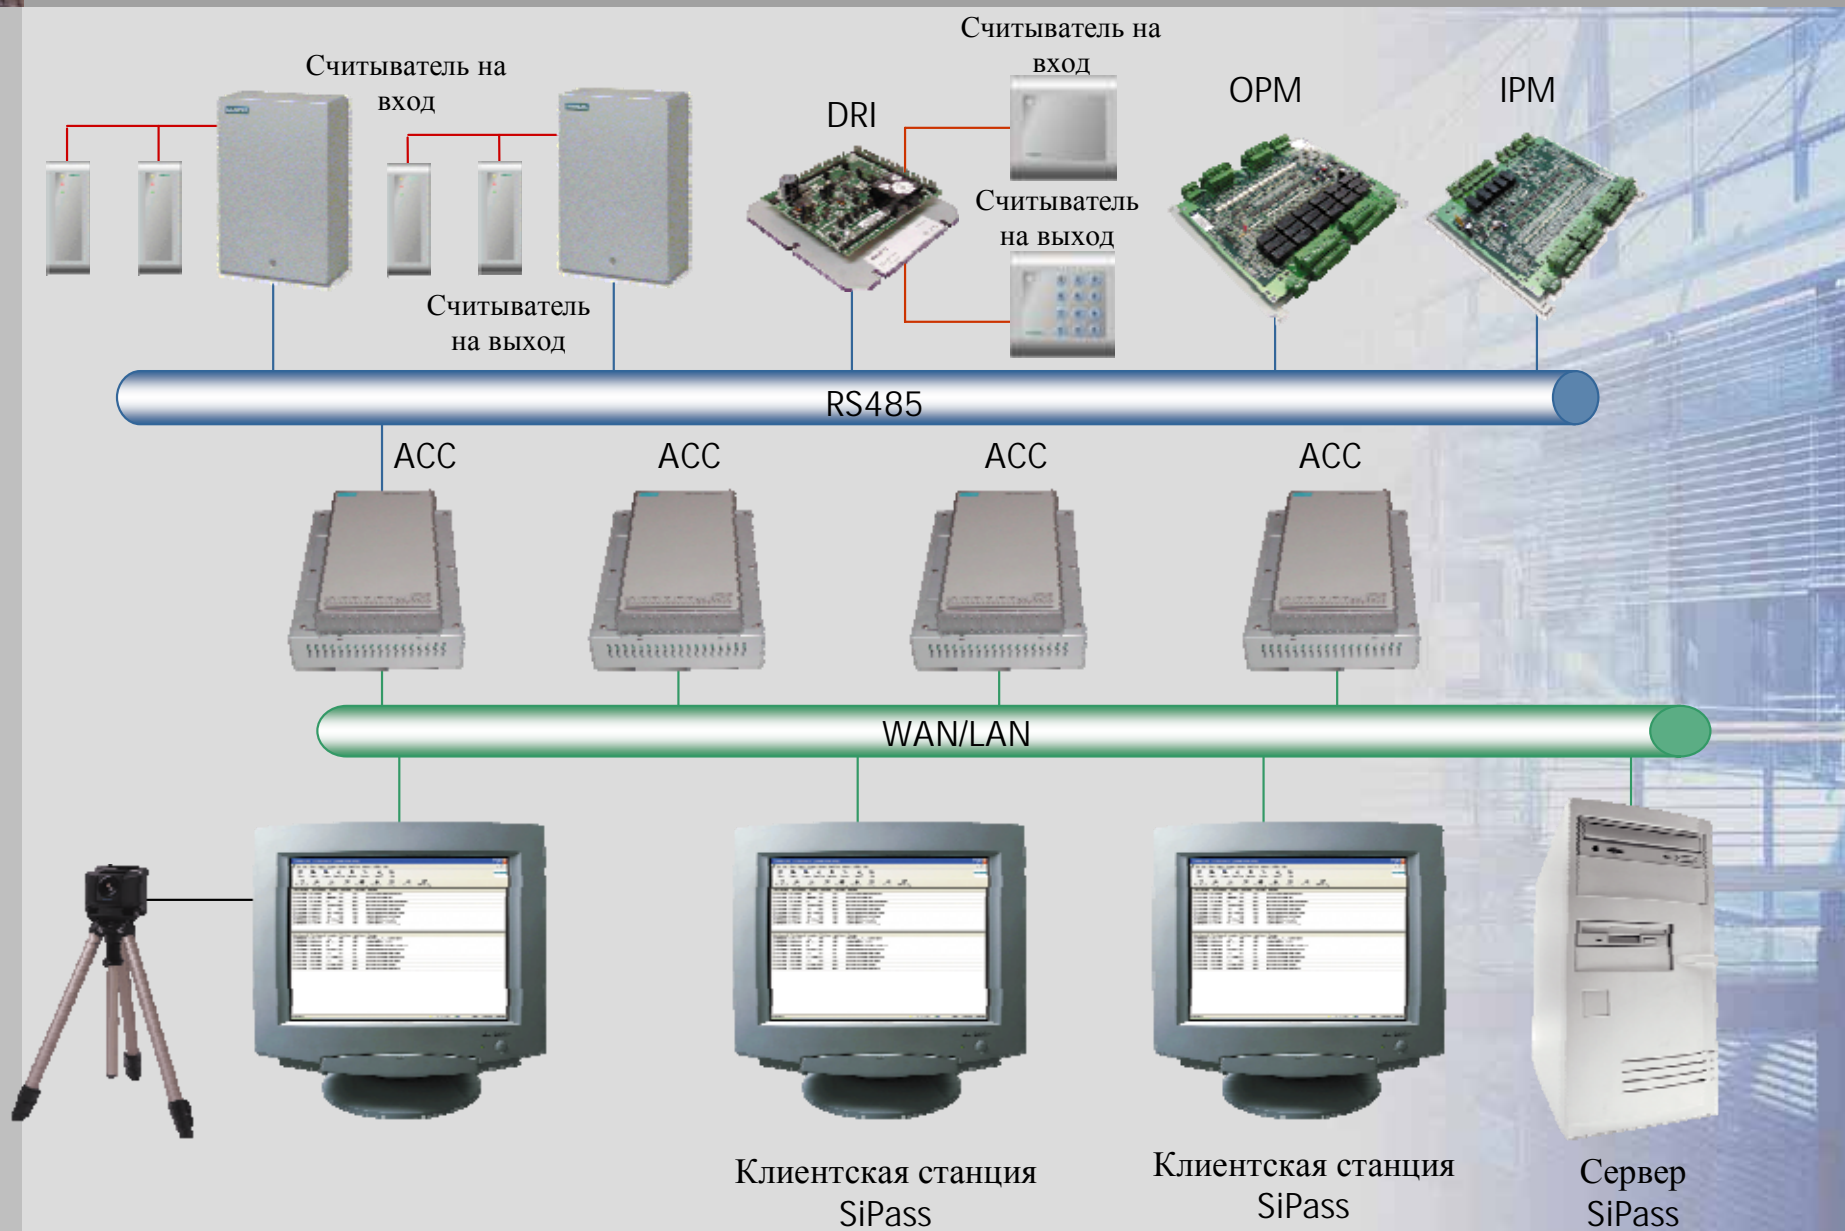 Считыватель на
вход
Считыватель на
вход
DRI
OPM
IPM
Считыватель
на выход
Считыватель
на выход
RS485
ACC
ACC
ACC
ACC
WAN/LAN
Клиентская станция
SiPass
Клиентская станция
SiPass
Сервер
SiPass